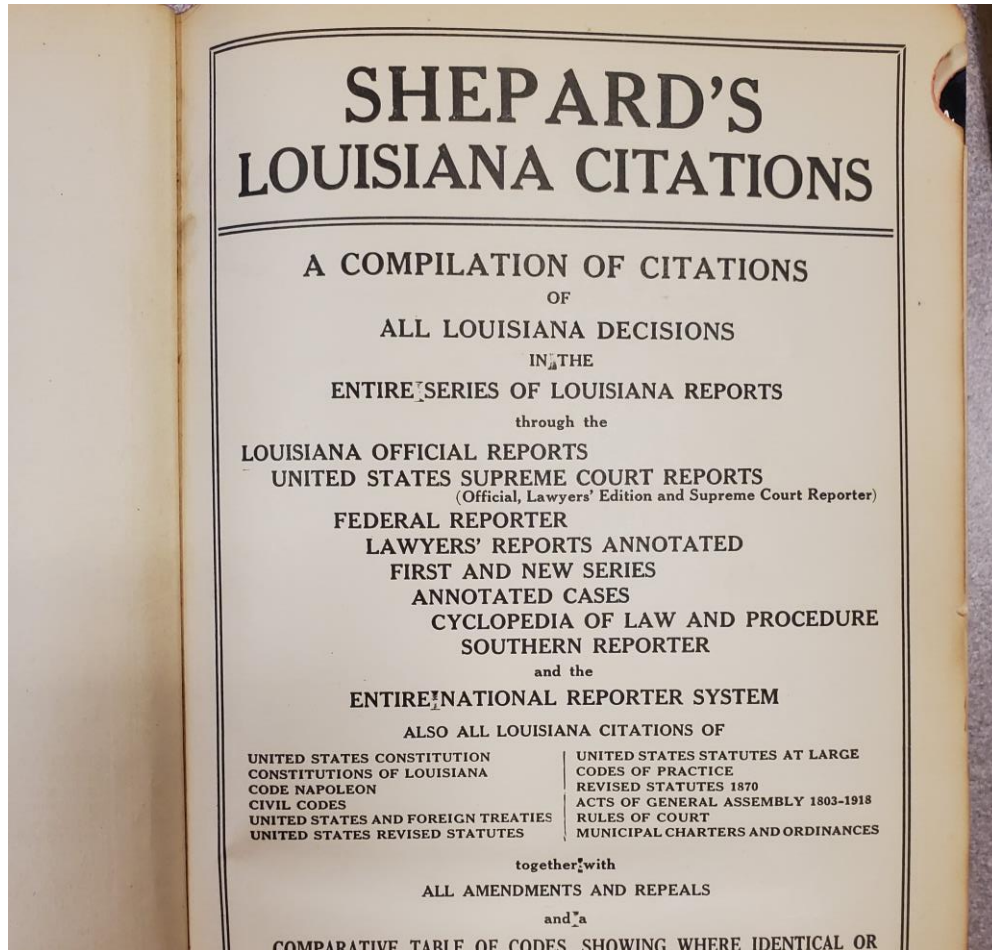 SHEPARD'S
LOUISIANA CITATIONS
A COMPILATION OF CITATIONS
OF
ALL LOUISIANA DECISIONS
IN THE
ENTIRE SERIES OF LOUISIANA REPORTS
through the
LOUISIANA OFFICIAL REPORTS
UNITED STATES SUPREME COURT REPORTS
(Official, Lawyers' Edition and Supreme Court Reporter)
FEDERAL REPORTER
LAWYERS' REPORTS ANNOTATED
FIRST AND NEW SERIES
ANNOTATED CASES
CYCLOPEDIA OF LAW AND PROCEDURE
SOUTHERN REPORTER
and the
ENTIRE NATIONAL REPORTER SYSTEM
ALSO ALL LOUISIANA CITATIONS OF
UNITED STATES CONSTITUTION
CONSTITUTIONS OF LOUISIANA
CODE NAPOLEON
CIVIL CODES
UNITED STATES AND FOREIGN TREATIES
UNITED STATES REVISED STATUTES
UNITED STATES STATUTES AT LARGE
CODES OF PRACTICE
REVISED STATUTES 1870
ACTS OF GENERAL ASSEMBLY 1803-1918
RULES OF COURT
MUNICIPAL CHARTERS AND ORDINANCES
together with
ALL AMENDMENTS AND REPEALS
and a
COMPARATIVE TABLE OF CODES, SHOWING WHERE IDENTICAL OR